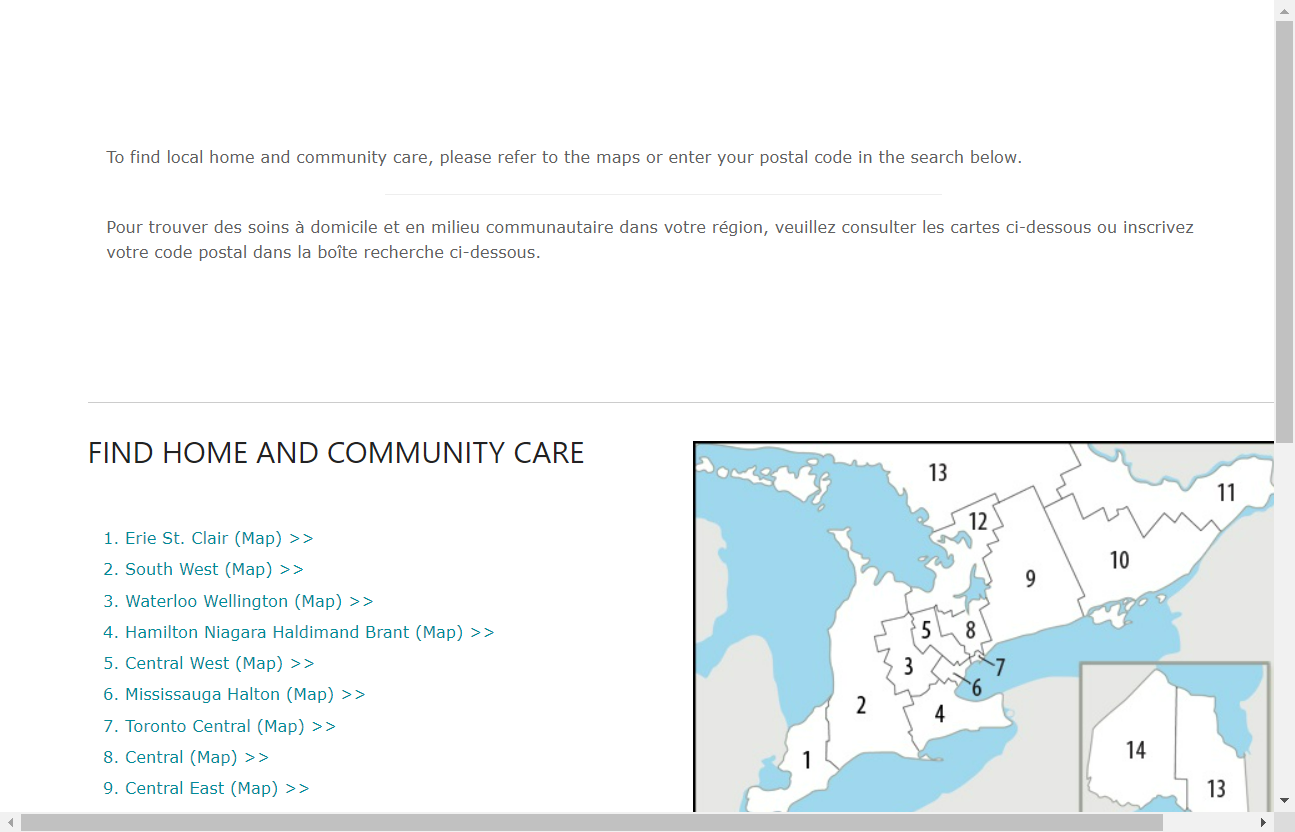 To find local home and community care, please refer to the maps or enter your postal code in the search below.
Pour trouver des soins à domicile et en milieu communautaire dans votre région, veuillez consulter les cartes ci-dessous ou inscrivez
votre code postal dans la boîte recherche ci-dessous.
FIND HOME AND COMMUNITY CARE
1. Erie St. Clair (Map) >>
2. South West (Map) >>
3. Waterloo Wellington (Map) >>
4. Hamilton Niagara Haldimand Brant (Map) >>
5. Central West (Map) >>
6. Mississauga Halton (Map) >>
7. Toronto Central (Map) >>
8. Central (Map) >>
9. Central East (Map) >>
13
11
12
10
9
5
8
3
7
6
2
4
1
14
13